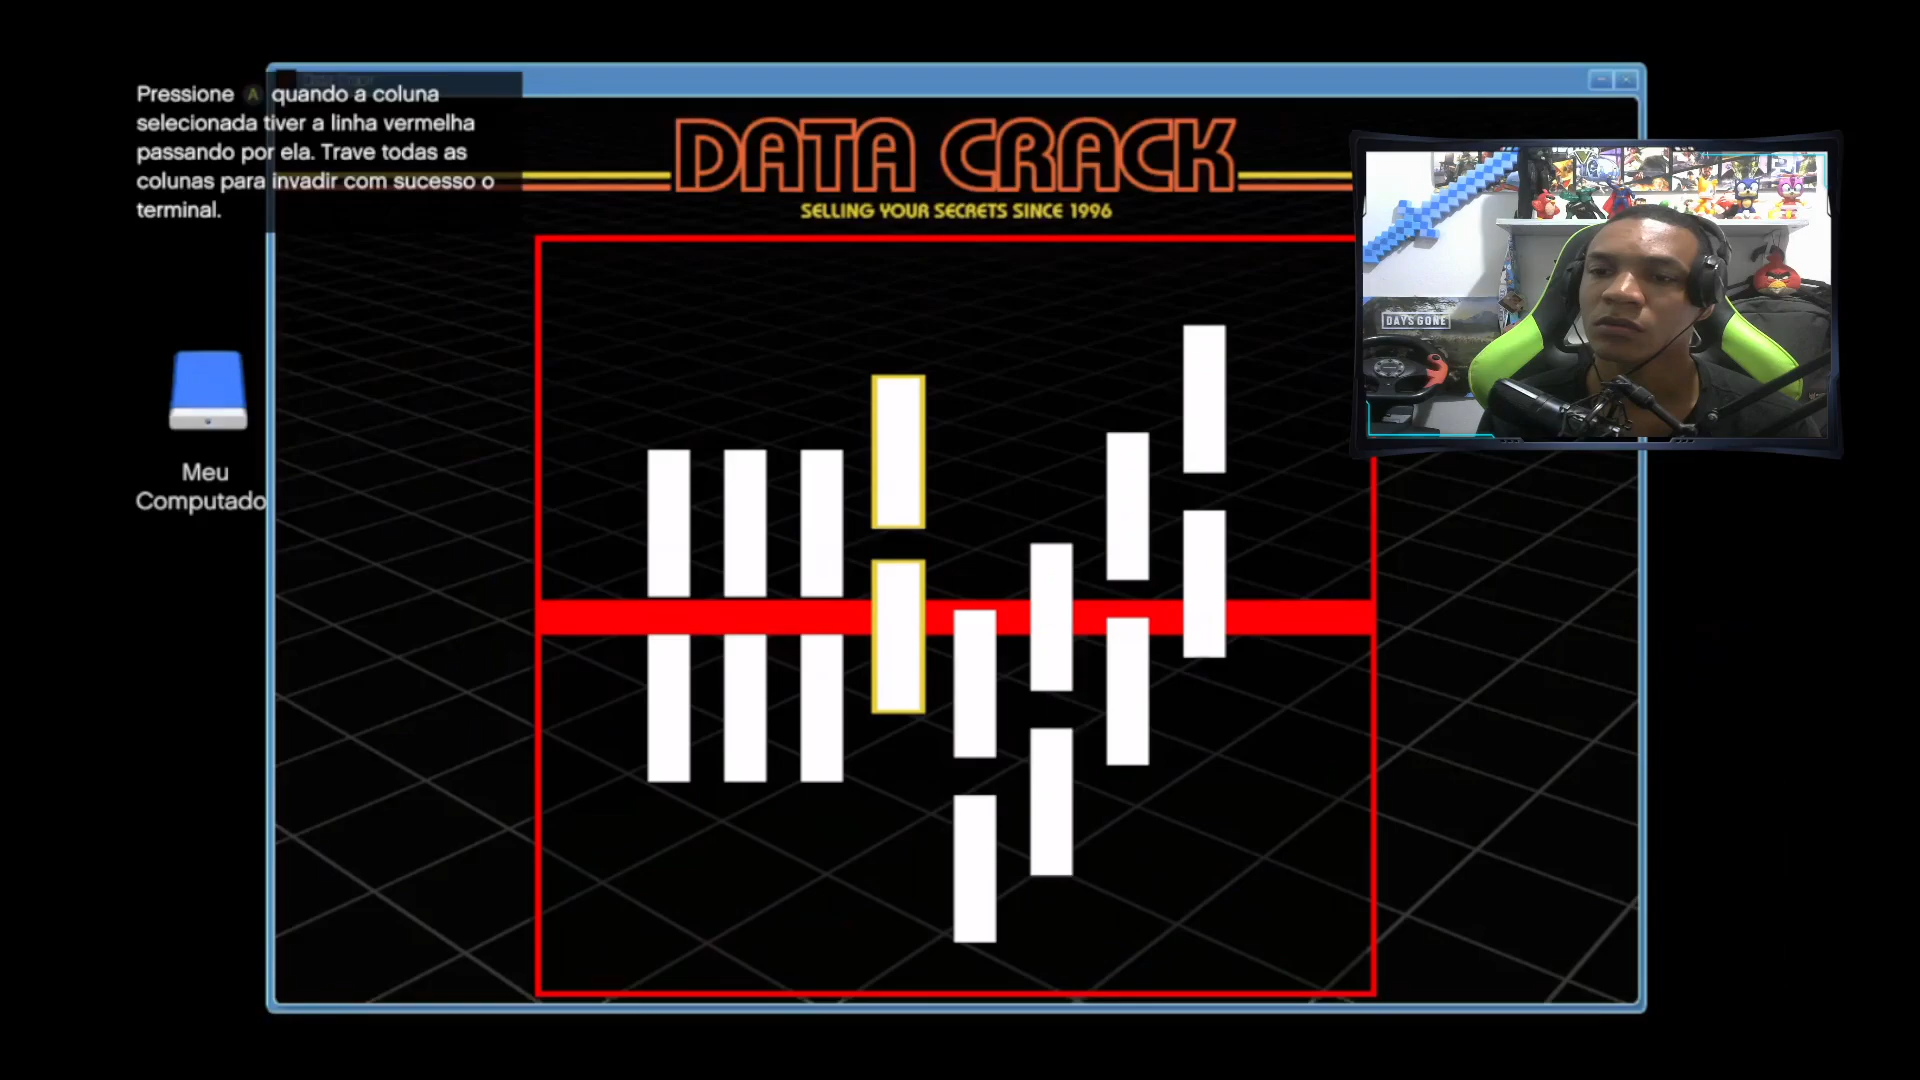 Pressione A quando a coluna
selecionada tiver a linha vermelha
passando por ela. Trave todas as
colunas para invadir com sucesso o
terminal.
DATA CRACK
SELLING YOUR SECRETS SINCE 1996
DAYS GONE
Meu
Computado